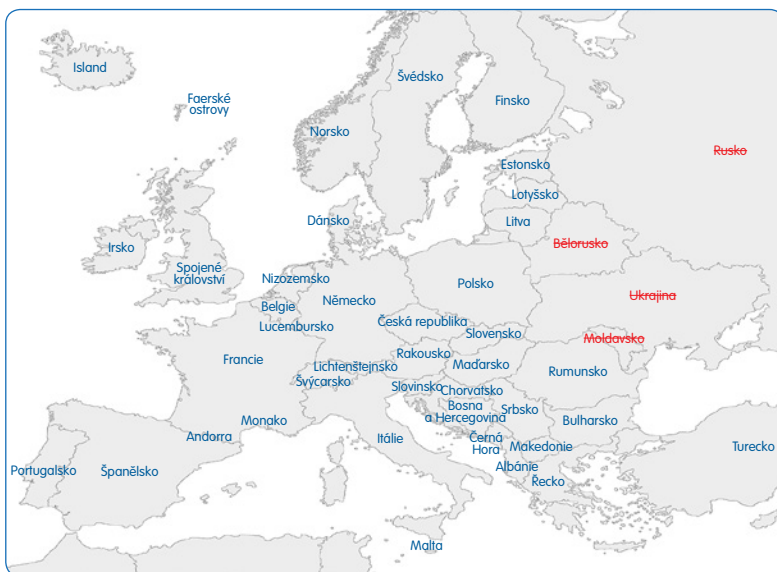 Island
Švédsko
Faerské
ostrovy
Finsko
Norsko
Rusko
Estonsko
Lotyšsko
Dánsko
Litva
Irsko
Bělorusko
Spojené
království
Nizozemsko
Polsko
Německo
Ukrajina
Belgie
Lucembursko
Česká republika
Slovensko
Moldavsko
Francie
Rakousko
Lichtenštejnsko
Maďarsko
Rumunsko
Švýcarsko
Slovinsko
Chorvatsko
Bosna
a Hercegovina
Srbsko
Monako
Bulharsko
Andorra
Itálie
Černá
Hora
Makedonie
Turecko
Portugalsko
Španělsko
Albánie
Řecko
Malta